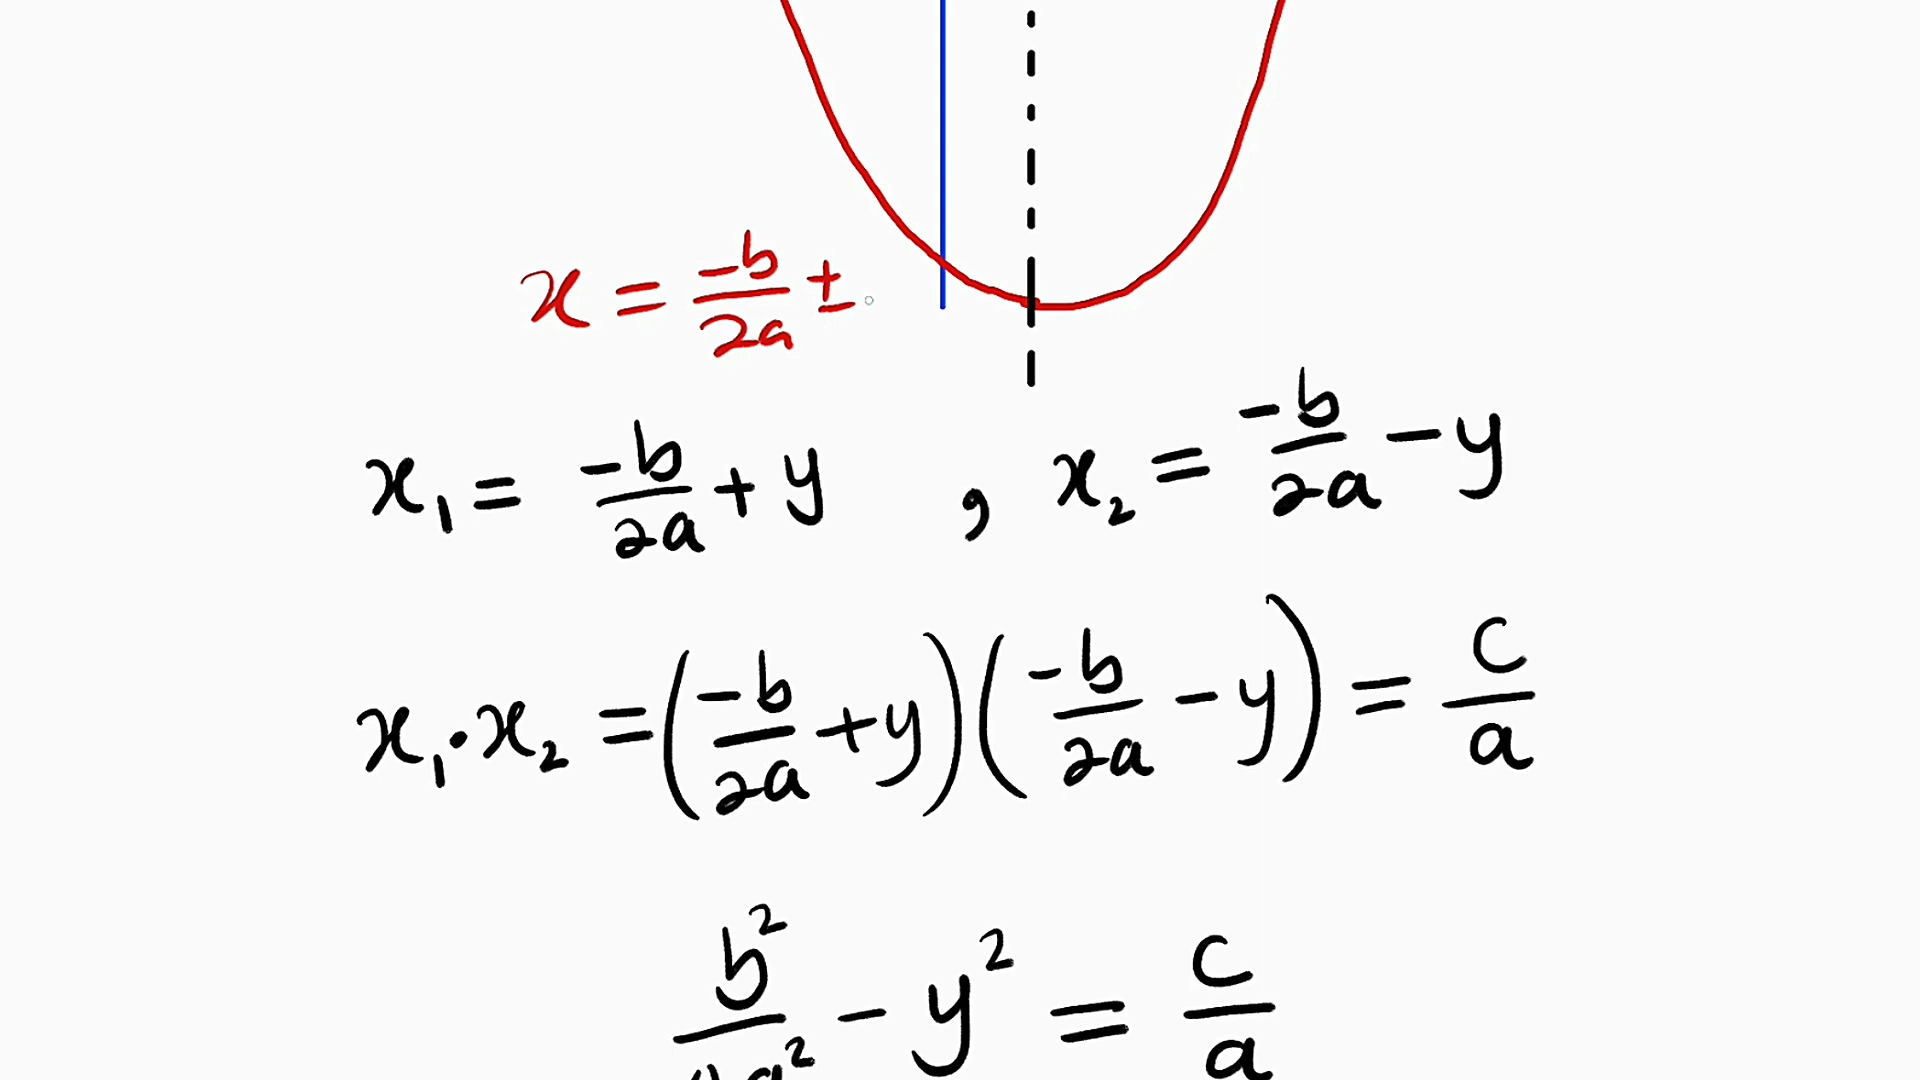 x = -b/2a ±
x₁ = -b/2a + y , x₂ = -b/2a - y
x₁·x₂ = (-b/2a + y)(-b/2a - y) = c/a
b²/4a² - y² = c/a